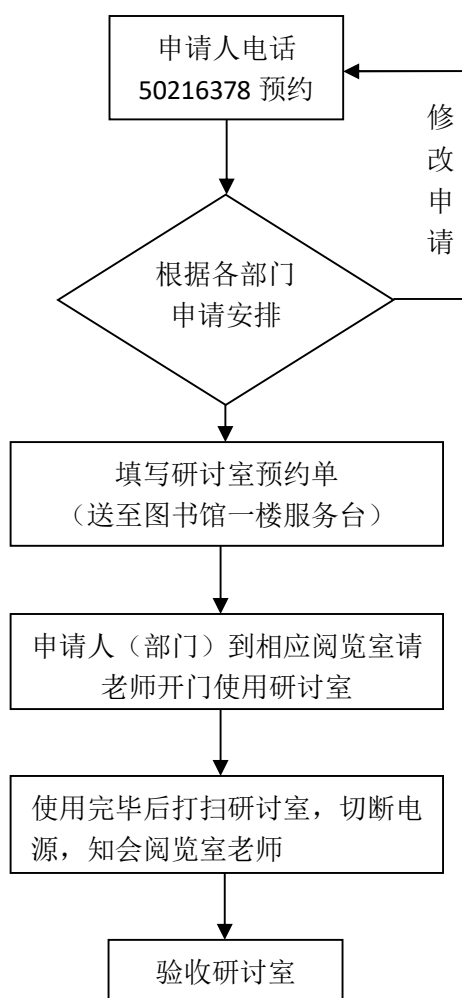 申请人电话
50216378 预约
修
改
申
请
根据各部门
申请安排
填写研讨室预约单
（送至图书馆一楼服务台）
申请人（部门）到相应阅览室请
老师开门使用研讨室
使用完毕后打扫研讨室，切断电
源，知会阅览室老师
验收研讨室